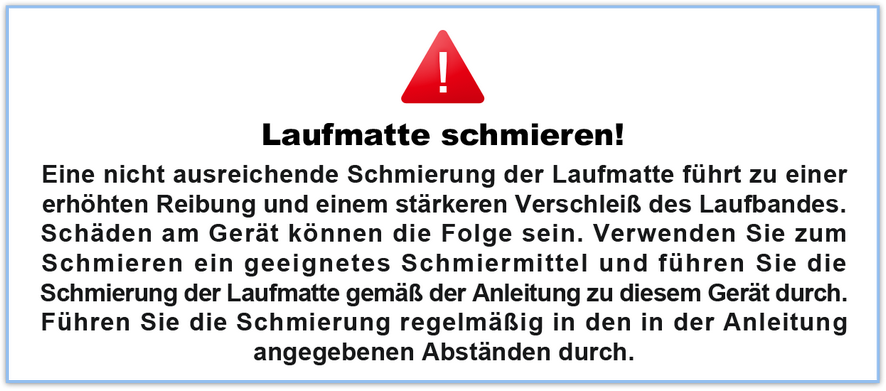 Laufmatte schmieren!
Eine nicht ausreichende Schmierung der Laufmatte führt zu einer
erhöhten Reibung und einem stärkeren Verschleiß des Laufbandes.
Schäden am Gerät können die Folge sein. Verwenden Sie zum
Schmieren ein geeignetes Schmiermittel und führen Sie die
Schmierung der Laufmatte gemäß der Anleitung zu diesem Gerät durch.
Führen Sie die Schmierung regelmäßig in den in der Anleitung
angegebenen Abständen durch.